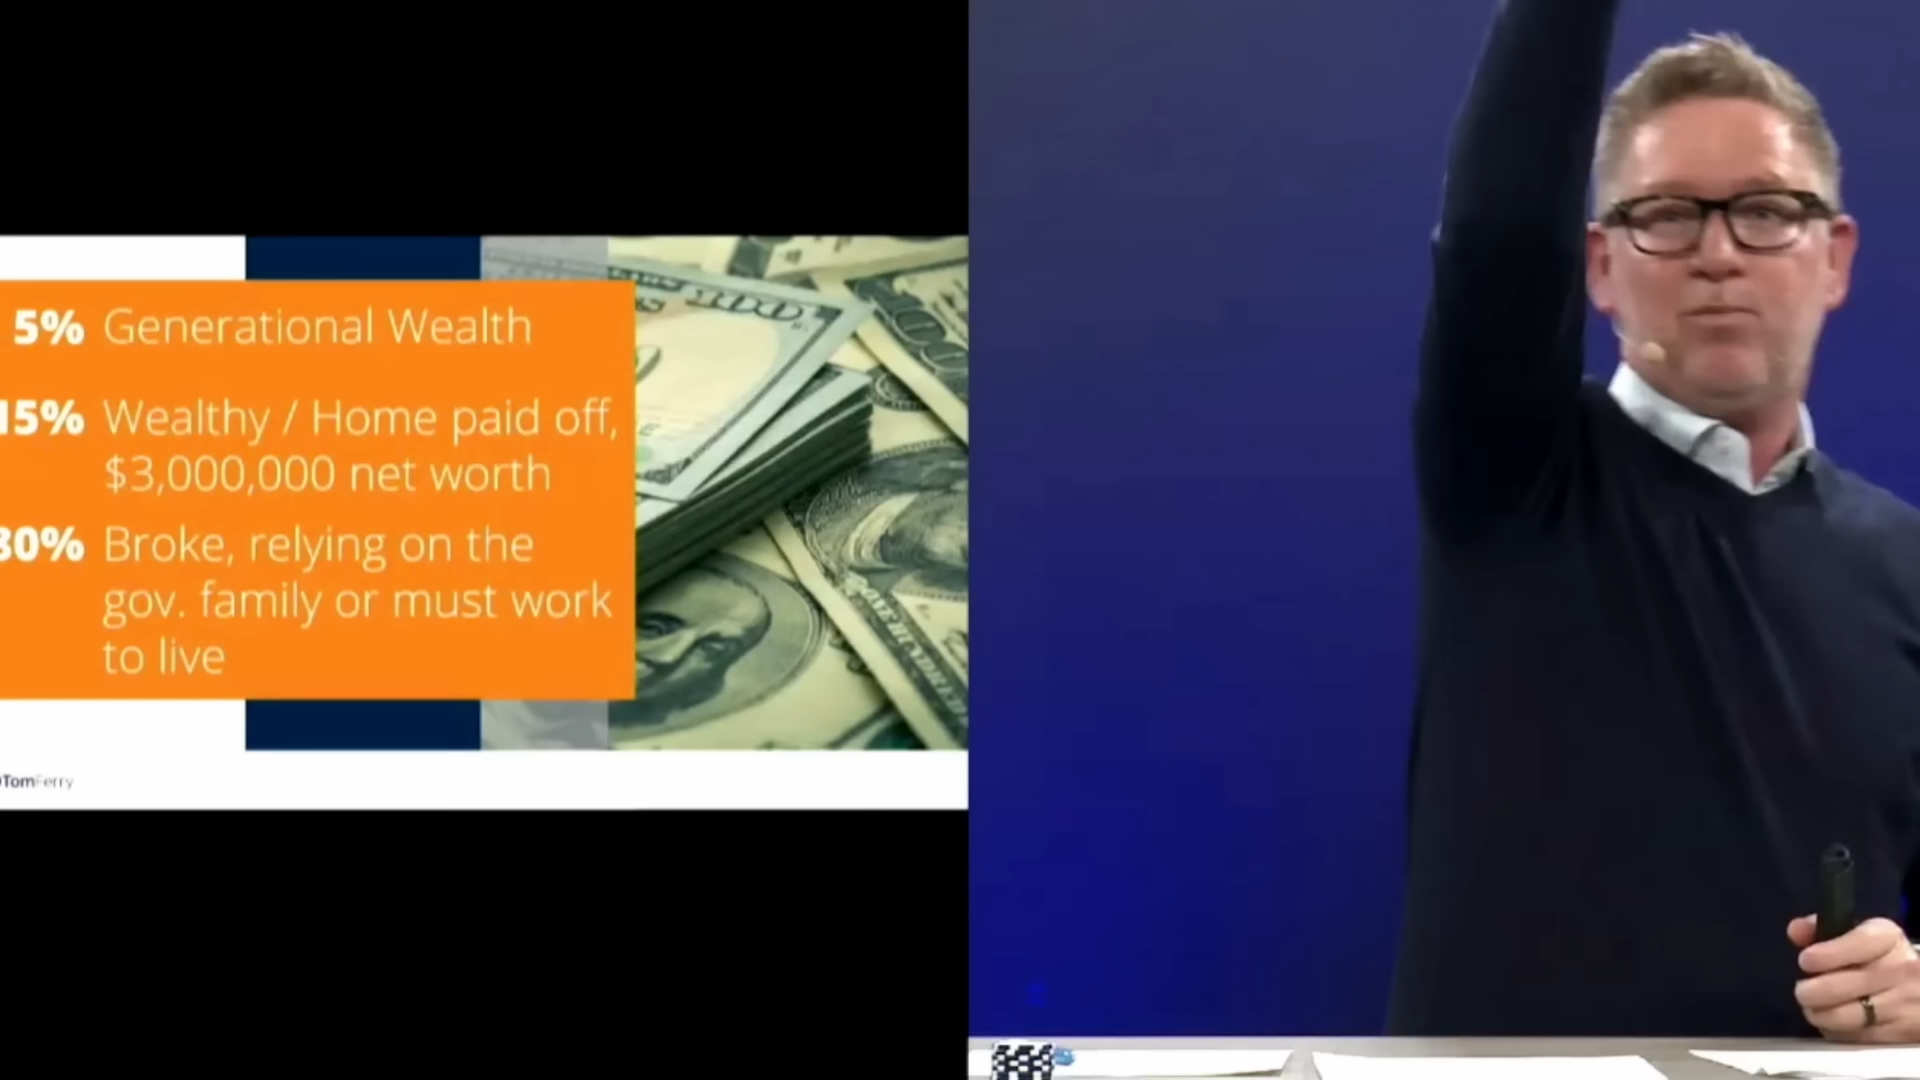 5% Generational Wealth
15% Wealthy / Home paid off,
$3,000,000 net worth
80% Broke, relying on the
gov. family or must work
to live
TomFerry